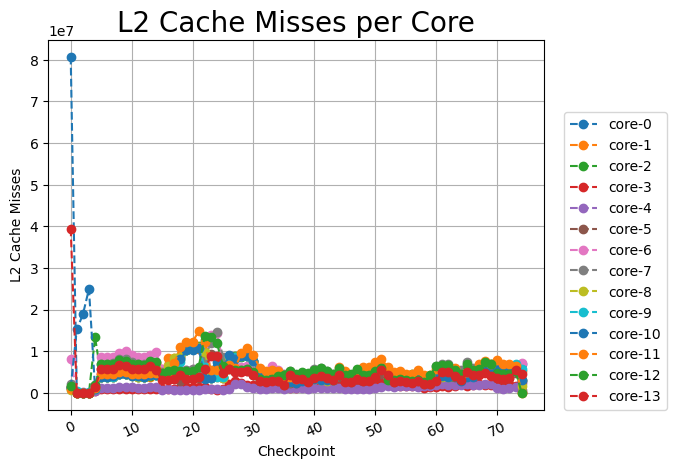 L2 Cache Misses per Core
1e7
8
7
6
5
4
3
2
1
0
L2 Cache Misses
0
10
20
30
40
50
60
70
Checkpoint
core-0
core-1
core-2
core-3
core-4
core-5
core-6
core-7
core-8
core-9
core-10
core-11
core-12
core-13